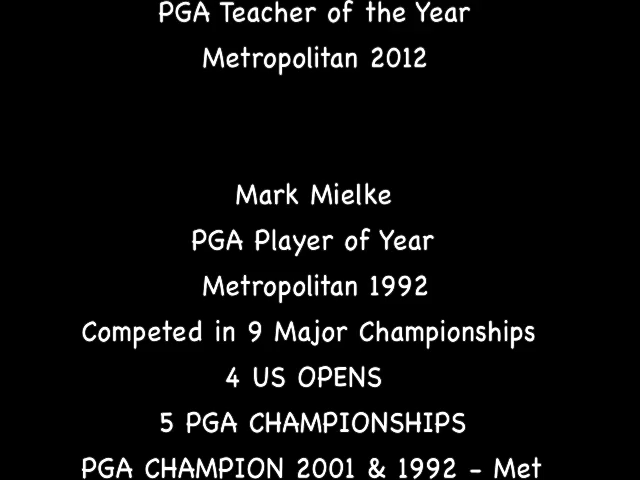 PGA Teacher of the Year
Metropolitan 2012
Mark Mielke
PGA Player of Year
Metropolitan 1992
Competed in 9 Major Championships
4 US OPENS
5 PGA CHAMPIONSHIPS
PGA CHAMPION 2001 & 1992 - Met